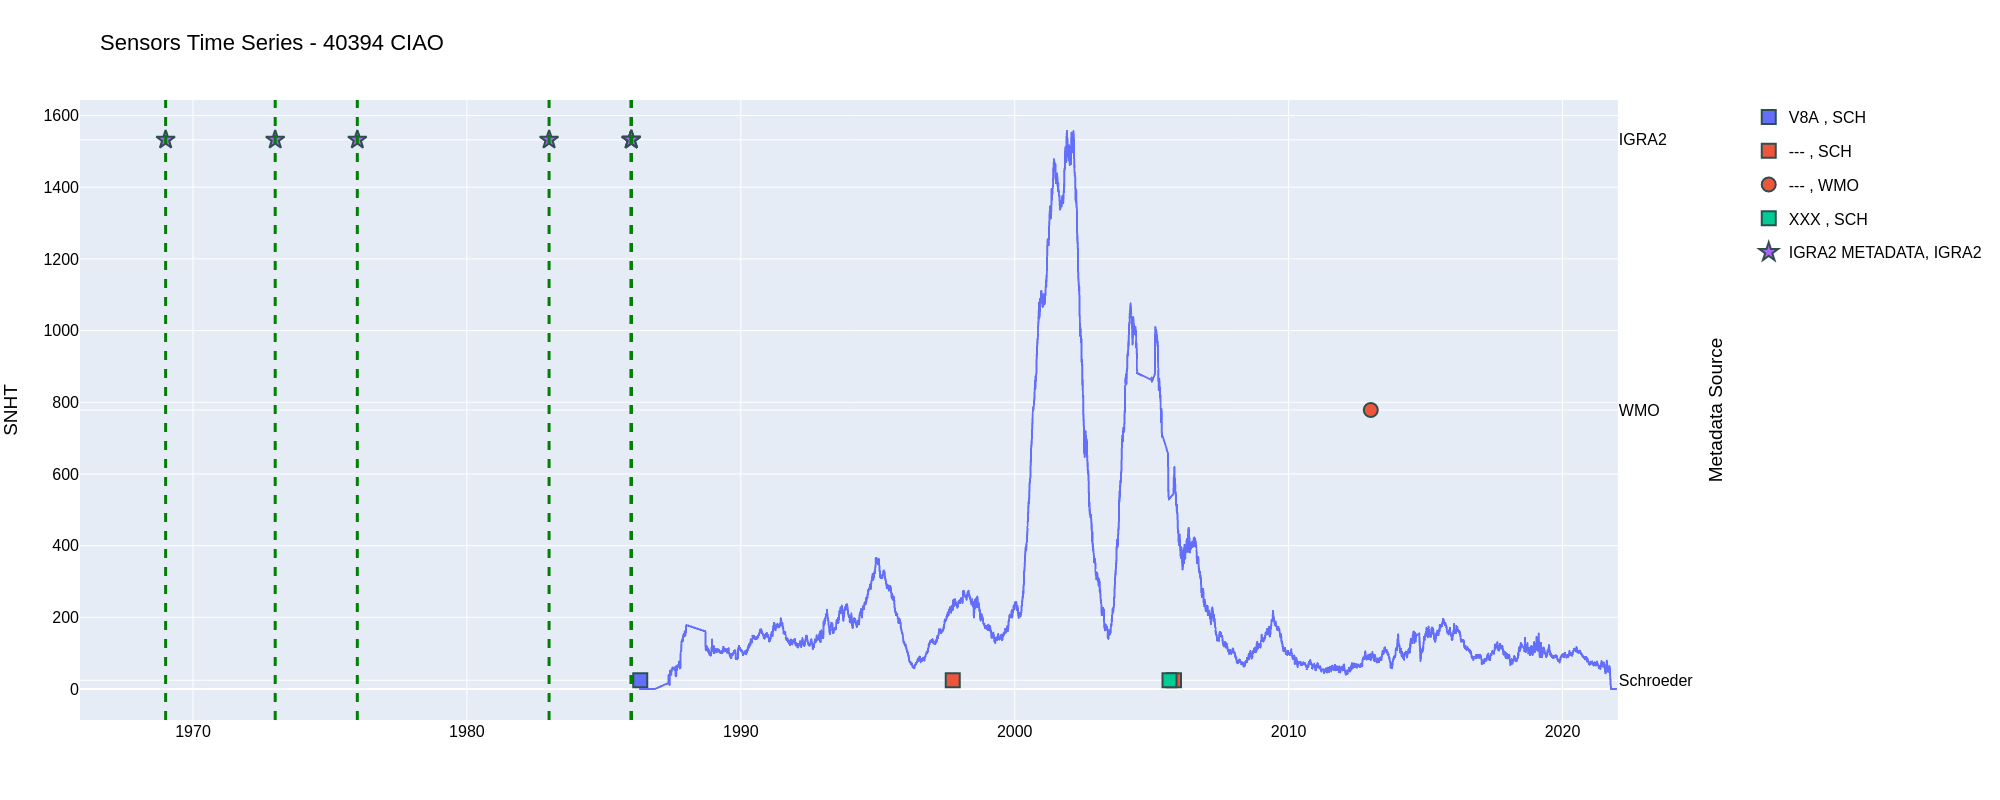 Sensors Time Series - 40394 CIAO
1600
1400
1200
1000
800
600
400
200
0
SNHT
1970
1980
1990
2000
2010
2020
IGRA2
WMO
Schroeder
Metadata Source
V8A , SCH
--- , SCH
--- , WMO
XXX , SCH
IGRA2 METADATA, IGRA2